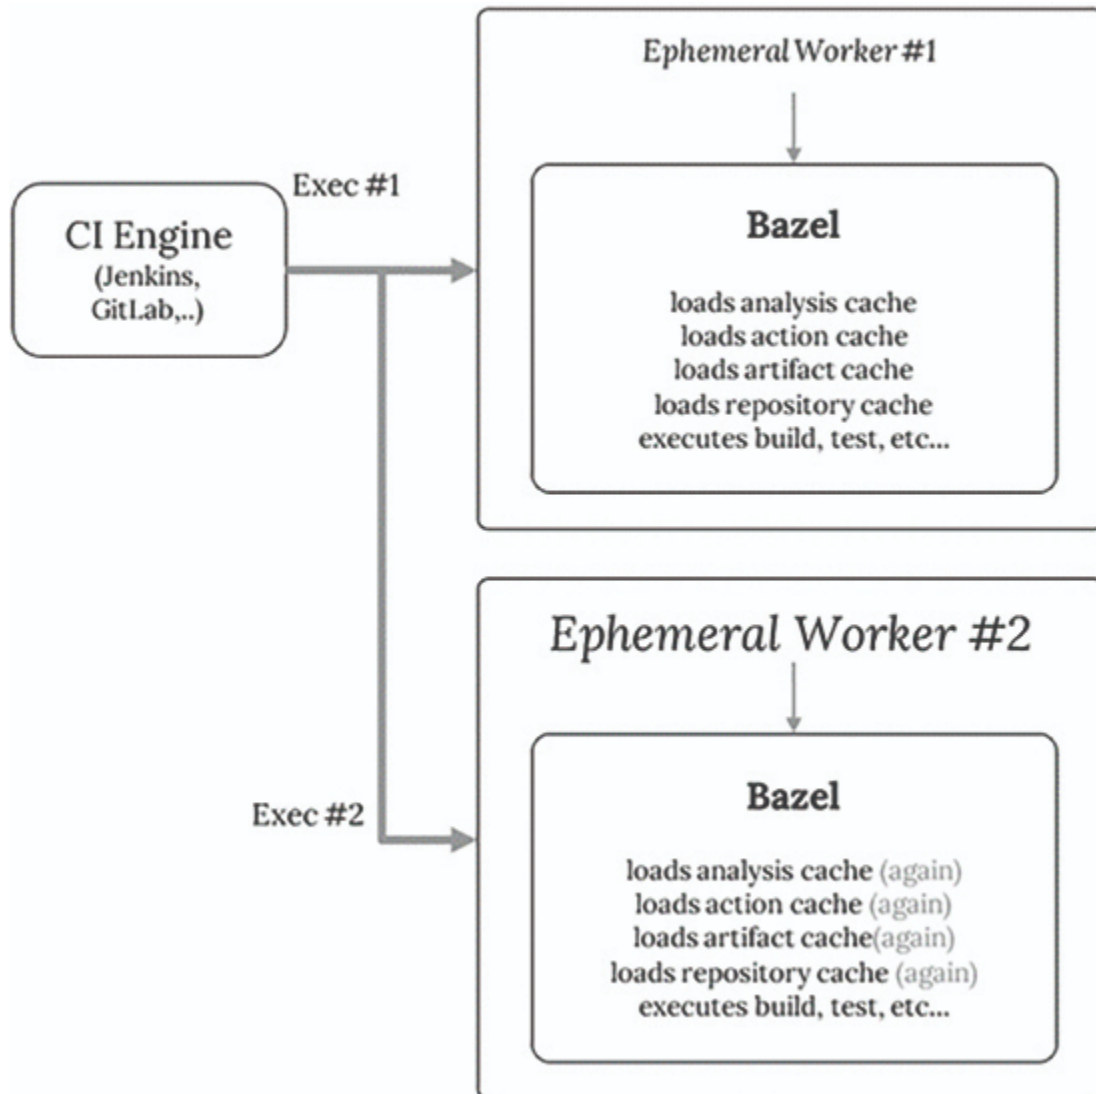 Ephemeral Worker #1
Exec #1
CI Engine
(Jenkins,
GitLab,..)
Bazel
loads analysis cache
loads action cache
loads artifact cache
loads repository cache
executes build, test, etc...
Ephemeral Worker #2
Exec #2
Bazel
loads analysis cache (again)
loads action cache (again)
loads artifact cache(again)
loads repository cache (again)
executes build, test, etc...